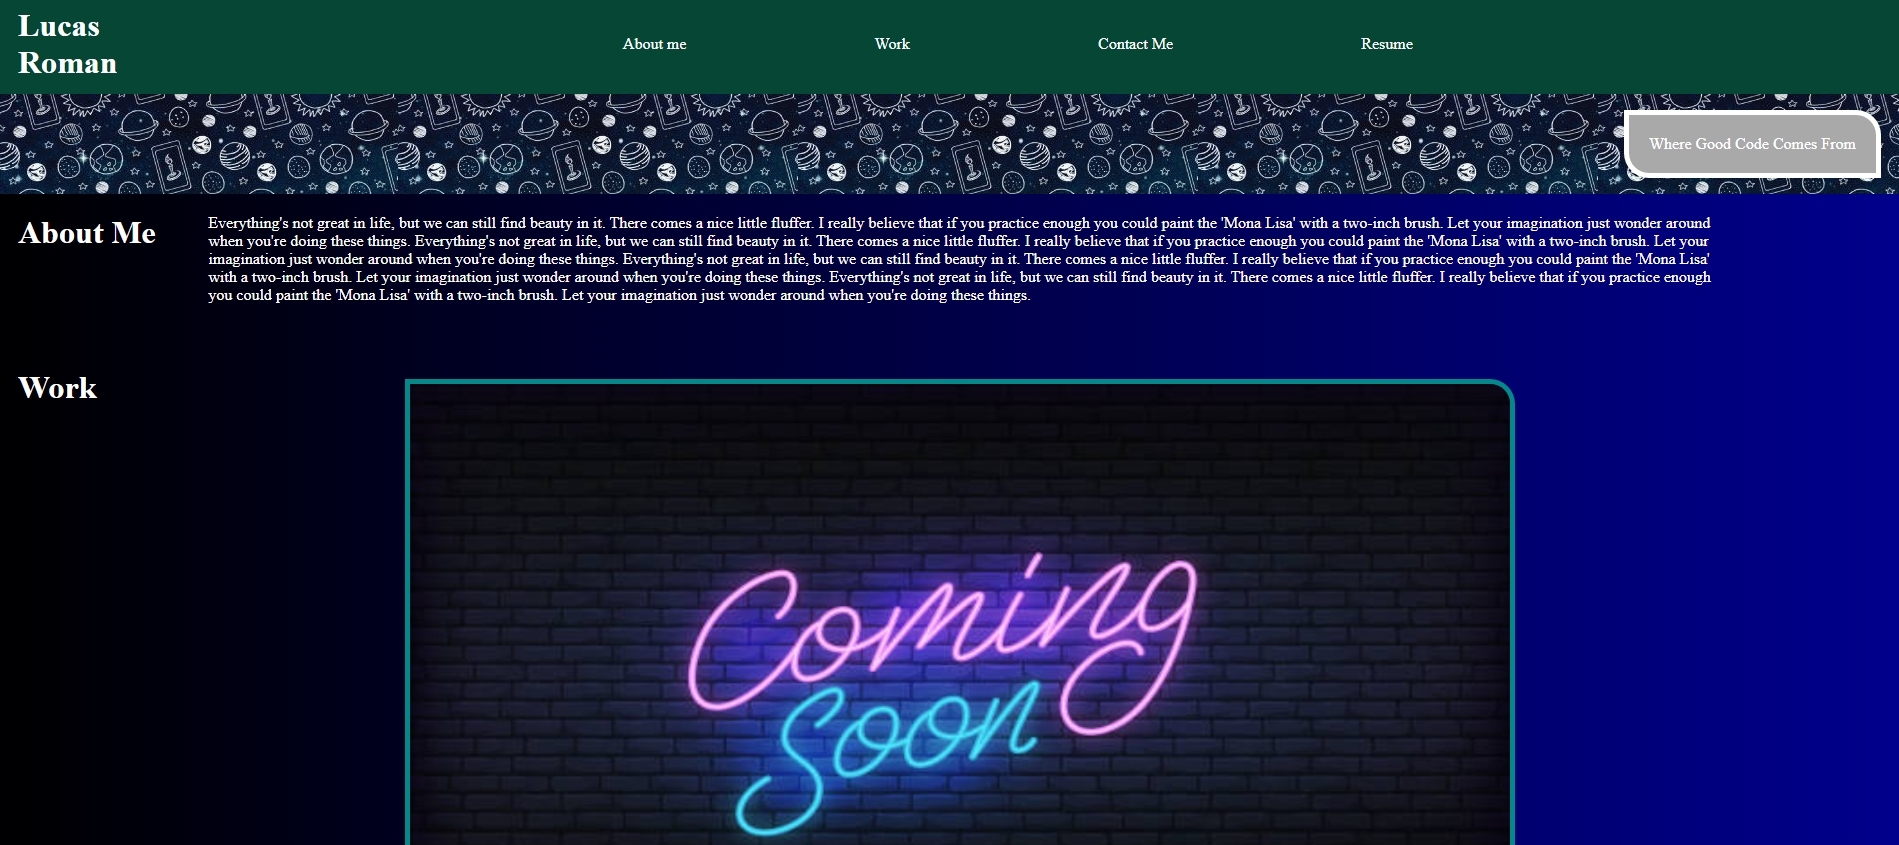 Lucas
Roman
About me
Work
Contact Me
Resume
Where Good Code Comes From
About Me
Everything's not great in life, but we can still find beauty in it. There comes a nice little fluffer. I really believe that if you practice enough you could paint the 'Mona Lisa' with a two-inch brush. Let your imagination just wonder around
when you're doing these things. Everything's not great in life, but we can still find beauty in it. There comes a nice little fluffer. I really believe that if you practice enough you could paint the 'Mona Lisa' with a two-inch brush. Let your
imagination just wonder around when you're doing these things. Everything's not great in life, but we can still find beauty in it. There comes a nice little fluffer. I really believe that if you practice enough you could paint the 'Mona Lisa'
with a two-inch brush. Let your imagination just wonder around when you're doing these things. Everything's not great in life, but we can still find beauty in it. There comes a nice little fluffer. I really believe that if you practice enough
you could paint the 'Mona Lisa' with a two-inch brush. Let your imagination just wonder around when you're doing these things.
Work
Coming
Soon